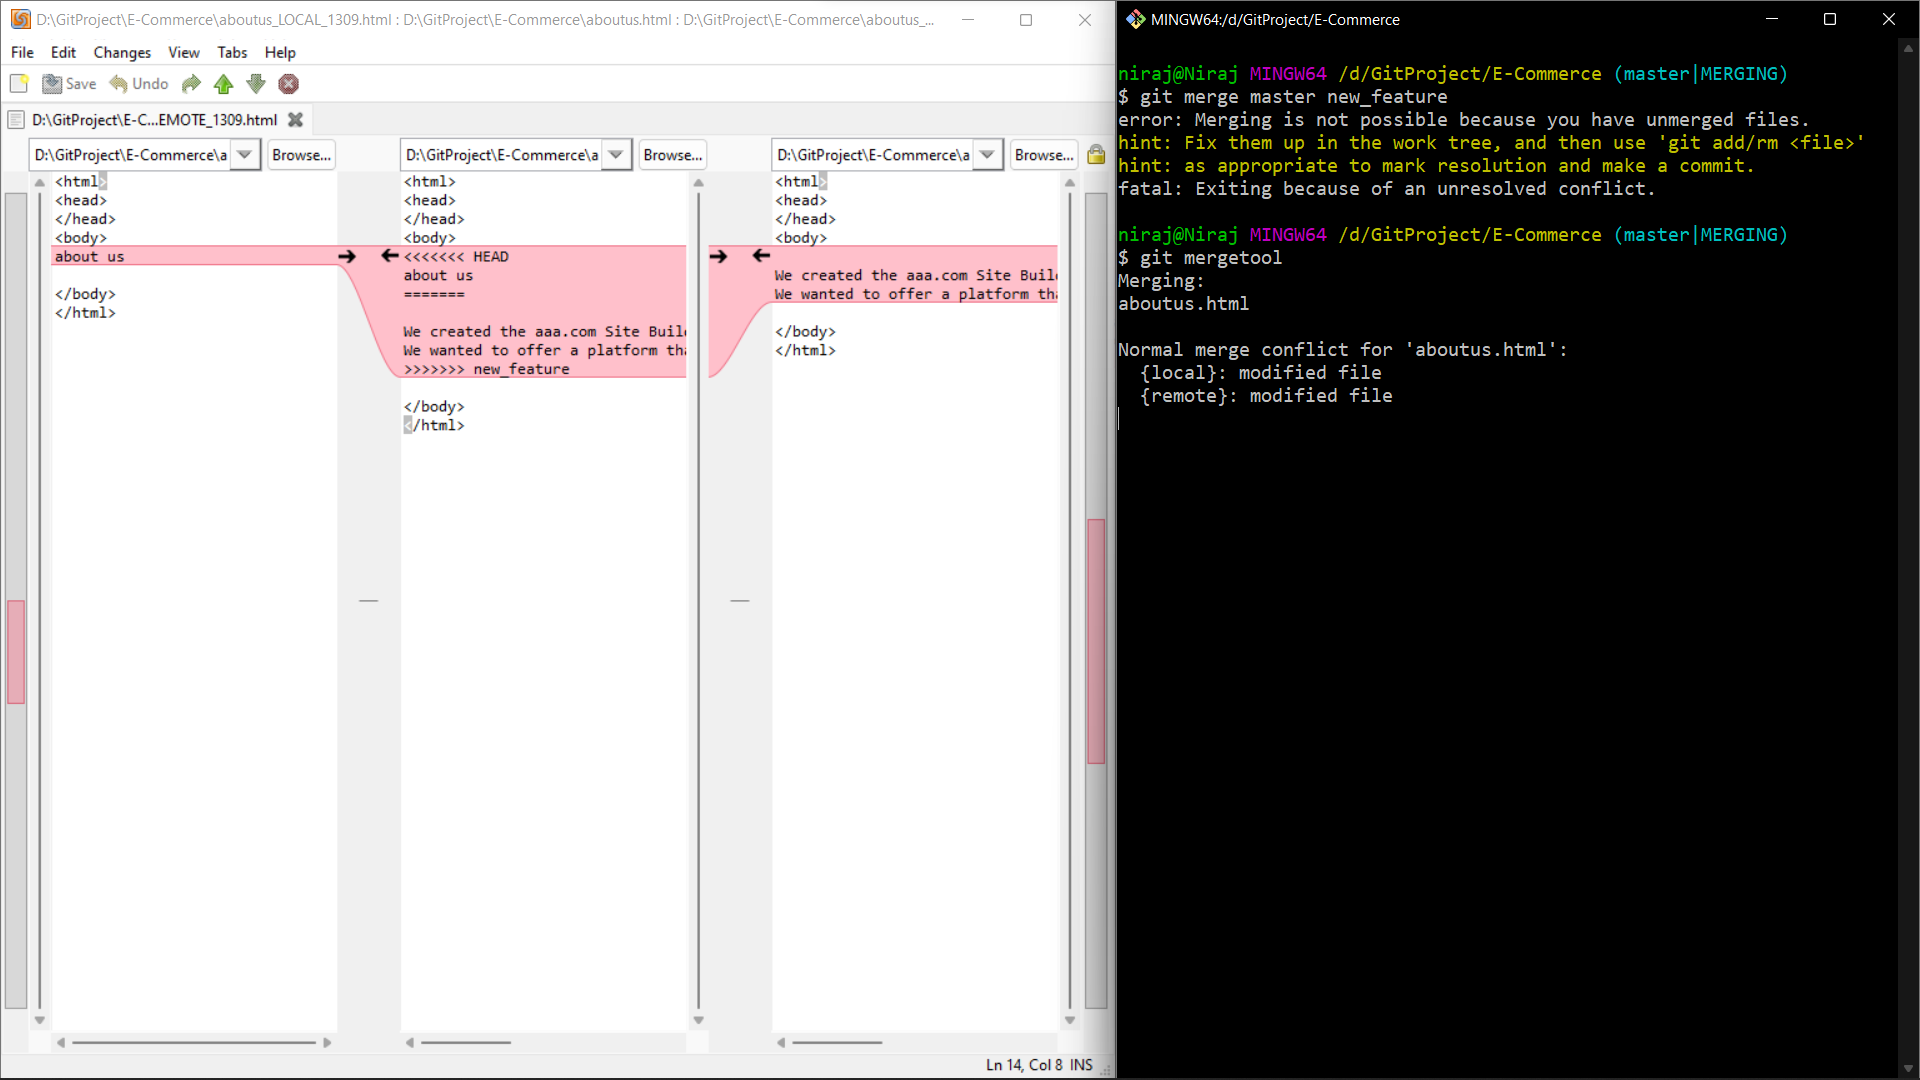 D:\GitProject\E-Commerce\aboutus_LOCAL_1309.html : D:\GitProject\E-Commerce\aboutus.html : D:\GitProject\E-Commerce\aboutus_...
File Edit Changes View Tabs Help
Save Undo
D:\GitProject\E-C...EMOTE_1309.html
D:\GitProject\E-Commerce\a Browse... D:\GitProject\E-Commerce\a Browse... D:\GitProject\E-Commerce\a Browse...
<html>
<head>
</head>
<body>
about us
</body>
</html>
<html>
<head>
</head>
<body>
<<<<<<< HEAD
about us
=======
We created the aaa.com Site Buil
We wanted to offer a platform tha
>>>>>>> new_feature
</body>
</html>
<html>
<head>
</head>
<body>
We created the aaa.com Site Buil
We wanted to offer a platform tha
</body>
</html>
Ln 14, Col 8 INS
MINGW64:/d/GitProject/E-Commerce
niraj@Niraj MINGW64 /d/GitProject/E-Commerce (master|MERGING)
$ git merge master new_feature
error: Merging is not possible because you have unmerged files.
hint: Fix them up in the work tree, and then use 'git add/rm <file>'
hint: as appropriate to mark resolution and make a commit.
fatal: Exiting because of an unresolved conflict.
niraj@Niraj MINGW64 /d/GitProject/E-Commerce (master|MERGING)
$ git mergetool
Merging:
aboutus.html
Normal merge conflict for 'aboutus.html':
{local}: modified file
{remote}: modified file